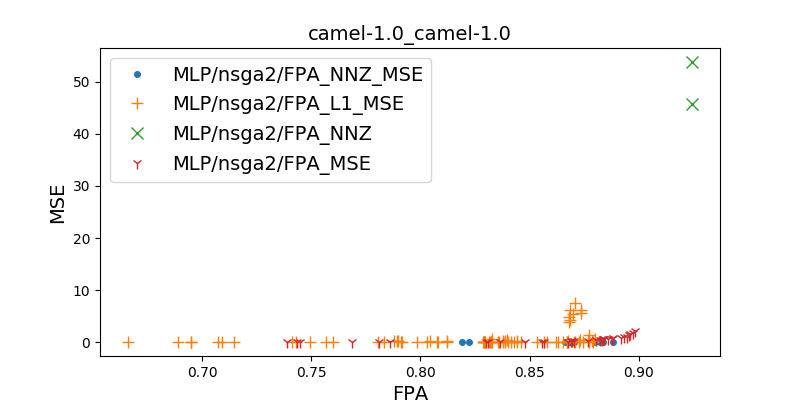 camel-1.0_camel-1.0
MLP/nsga2/FPA_NNZ_MSE
MLP/nsga2/FPA_L1_MSE
MLP/nsga2/FPA_NNZ
MLP/nsga2/FPA_MSE
MSE
50
40
30
20
10
0
0.70 0.75 0.80 0.85 0.90
FPA